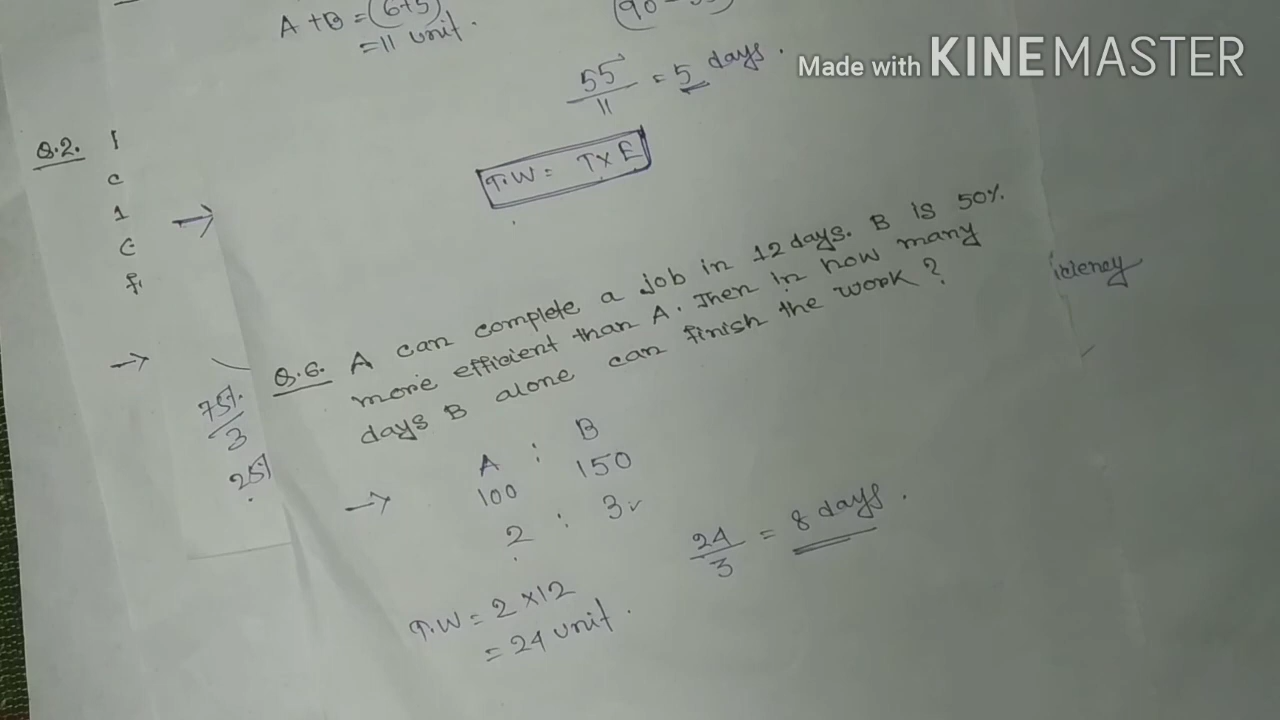 A + B = (6+5)
= 11 unit.
(90
55/11 = 5 days.
Made with KINEMASTER
Q.2.
T.W = T × E
Q.6. A can complete a job in 12 days. B is 50%
more efficient than A. Then in how many
days B alone can finish the work?
iciency
75%/3
25%
→ A : B
100 150
2 : 3
T.W = 2 × 12
= 24 unit.
24/3 = 8 days.